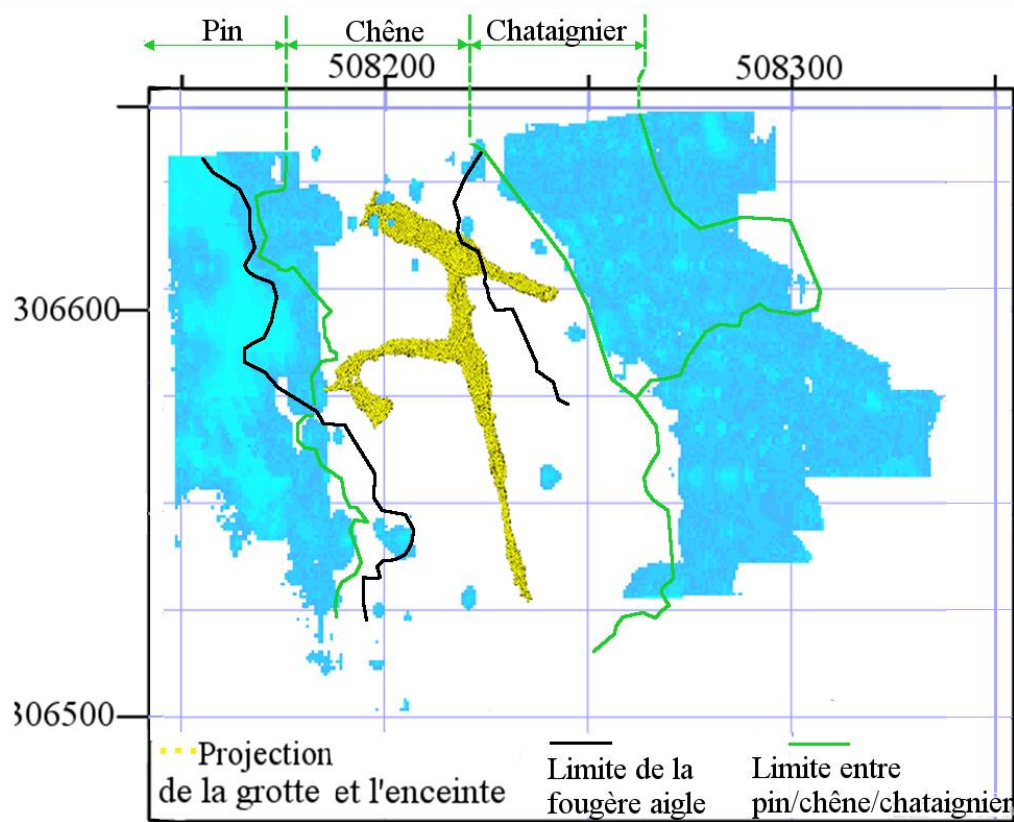 Pin Chêne Chataignier
508200 508300
306600
306500
Projection
de la grotte et l'enceinte
Limite de la
fougère aigle
Limite entre
pin/chêne/chataignier